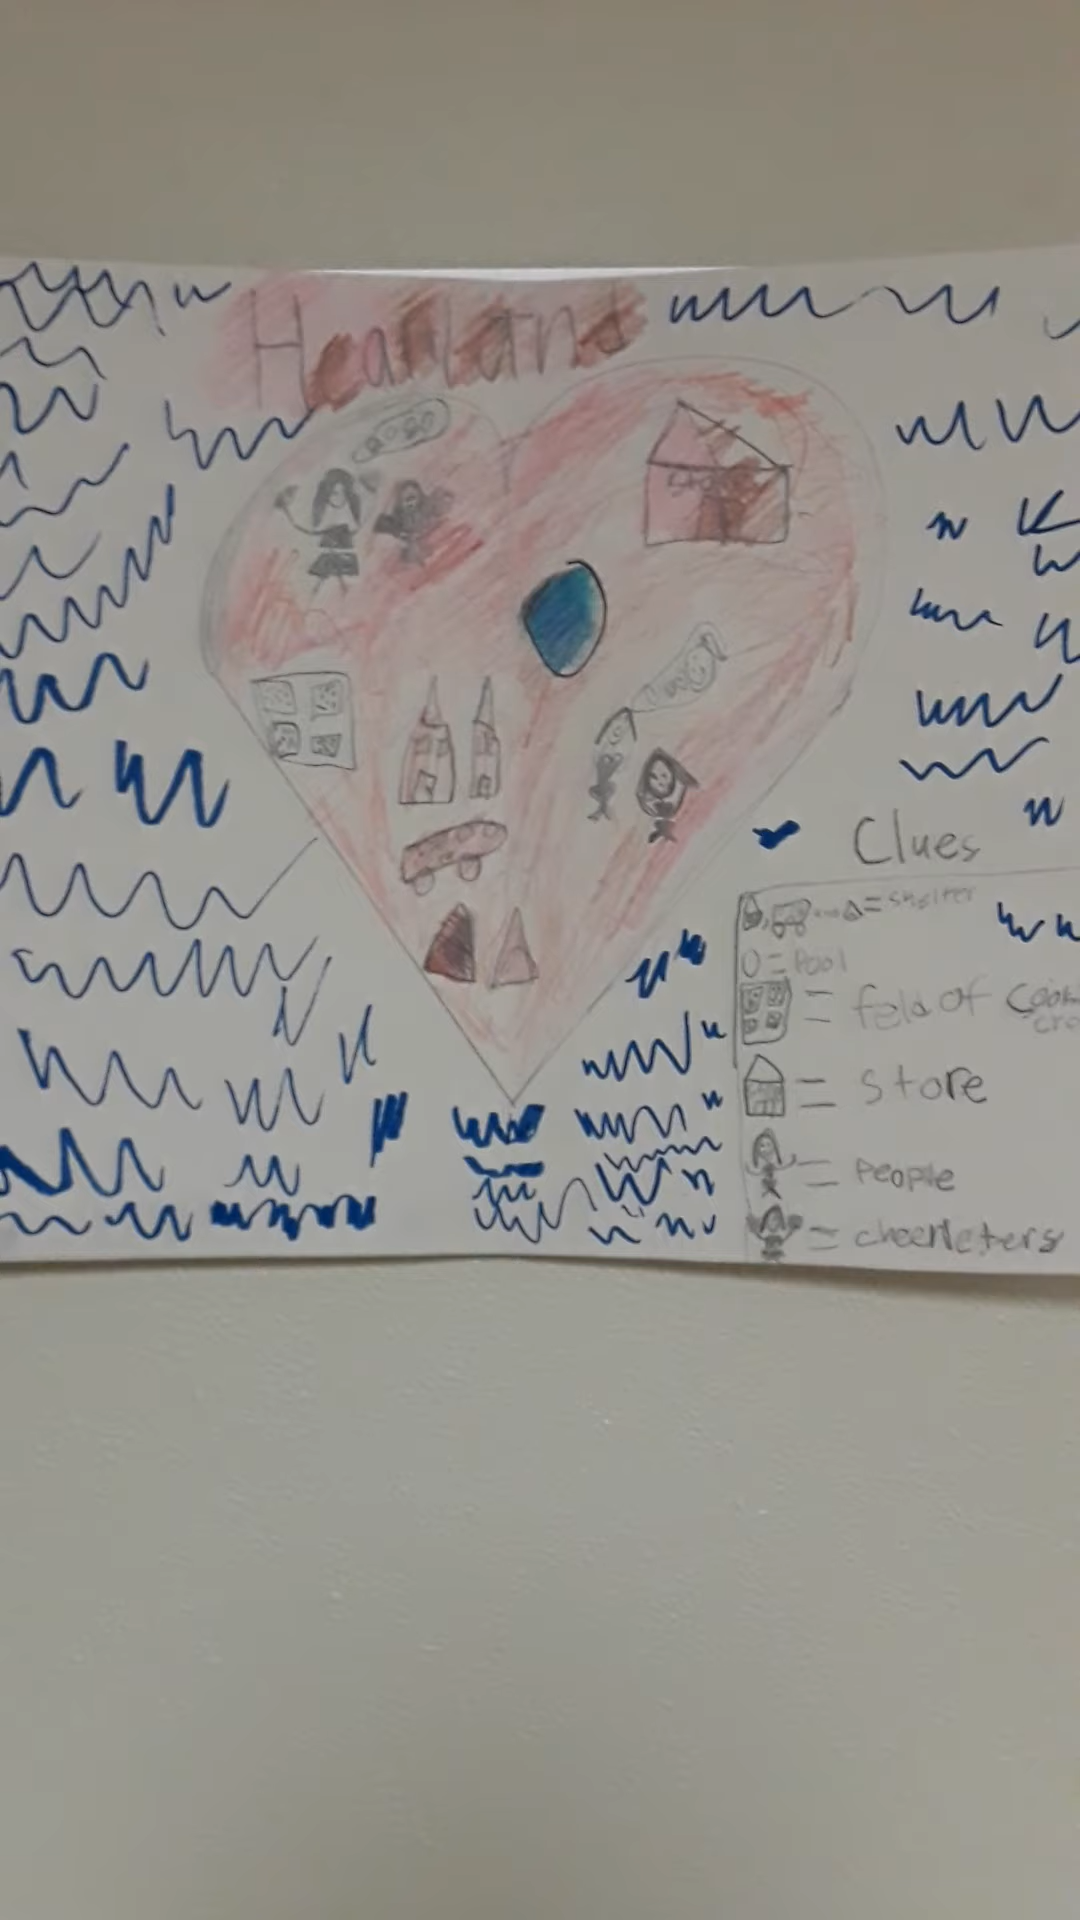 Heartland
Clues
= shelter
= Pool
= feld of
= Store
= People
= cheerleters